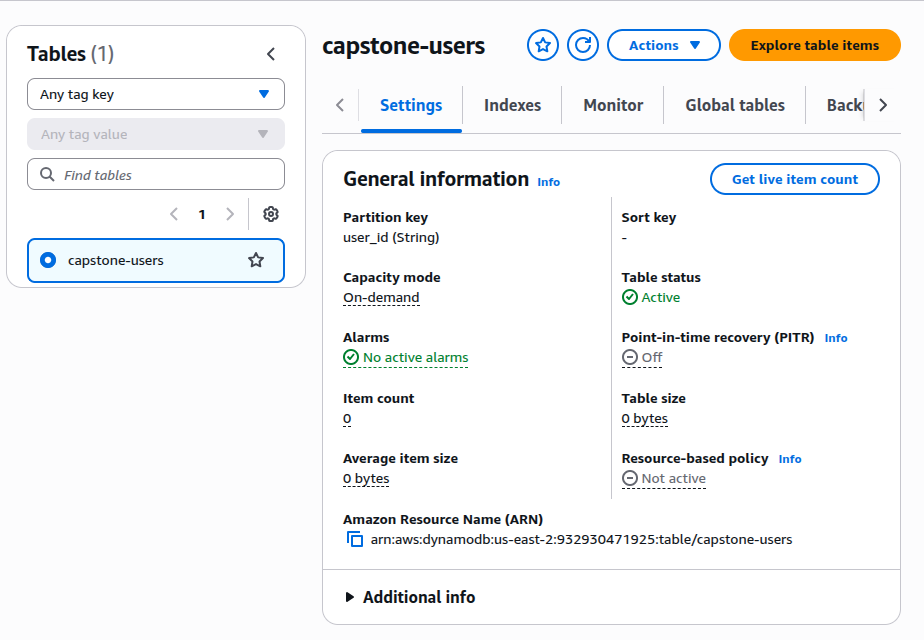 Tables (1)
Any tag key
Any tag value
Find tables
1
capstone-users
capstone-users
Actions
Explore table items
Settings
Indexes
Monitor
Global tables
Back
General information Info
Get live item count
Partition key
user_id (String)
Sort key
-
Capacity mode
On-demand
Table status
Active
Alarms
No active alarms
Point-in-time recovery (PITR) Info
Off
Item count
0
Table size
0 bytes
Average item size
0 bytes
Resource-based policy Info
Not active
Amazon Resource Name (ARN)
arn:aws:dynamodb:us-east-2:932930471925:table/capstone-users
Additional info